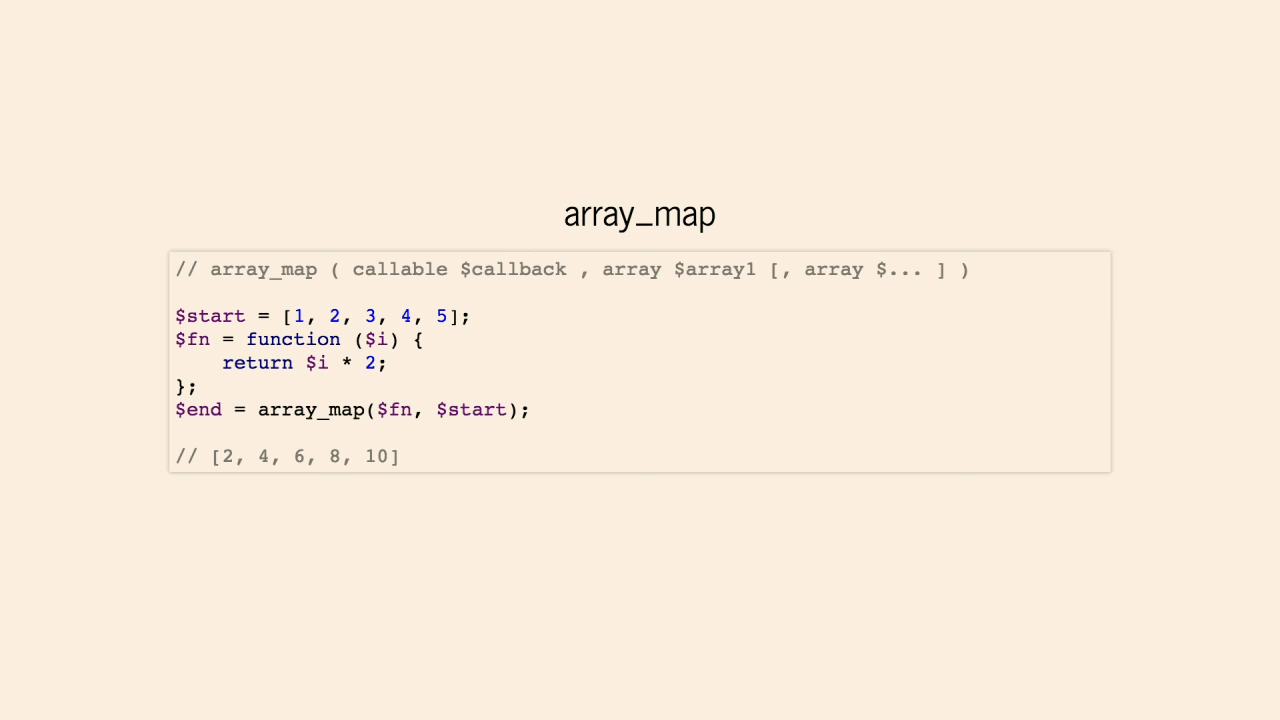 array_map
// array_map ( callable $callback , array $array1 [, array $... ] )
$start = [1, 2, 3, 4, 5];
$fn = function ($i) {
    return $i * 2;
};
$end = array_map($fn, $start);
// [2, 4, 6, 8, 10]